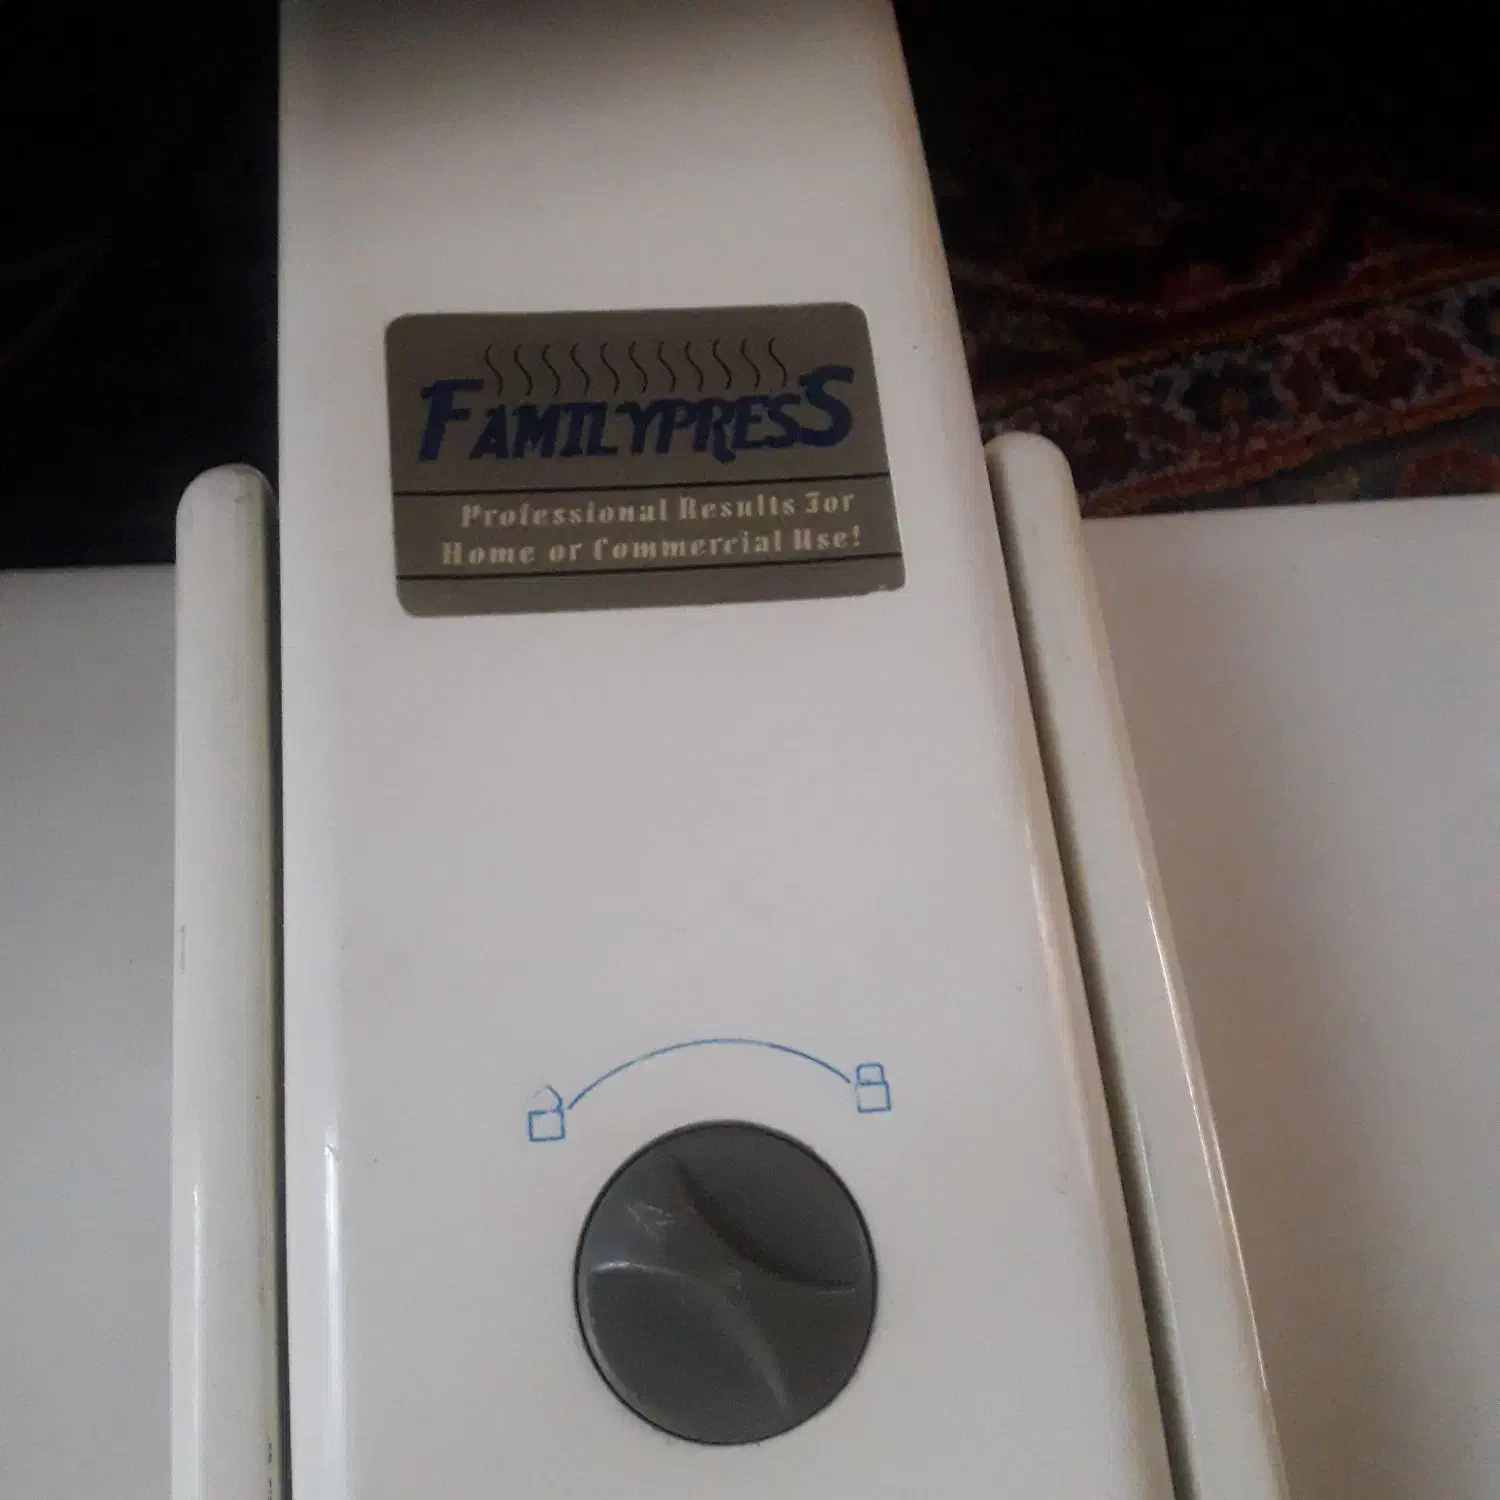 FAMILYPRESS
Professional Results For
Home or Commercial Use!